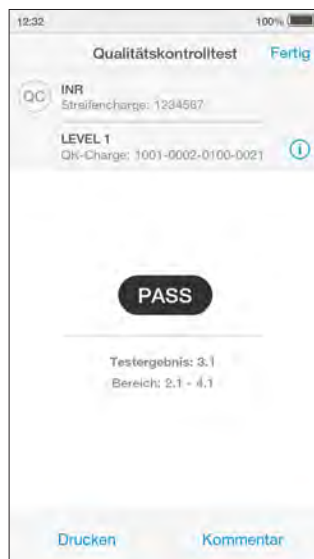 12:32 100%
Qualitätskontrolltest Fertig
QC INR
Streifencharge: 1234567
LEVEL 1
QK-Charge: 1001-0002-0100-0021
PASS
Testergebnis: 3.1
Bereich: 2.1 - 4.1
Drucken Kommentar